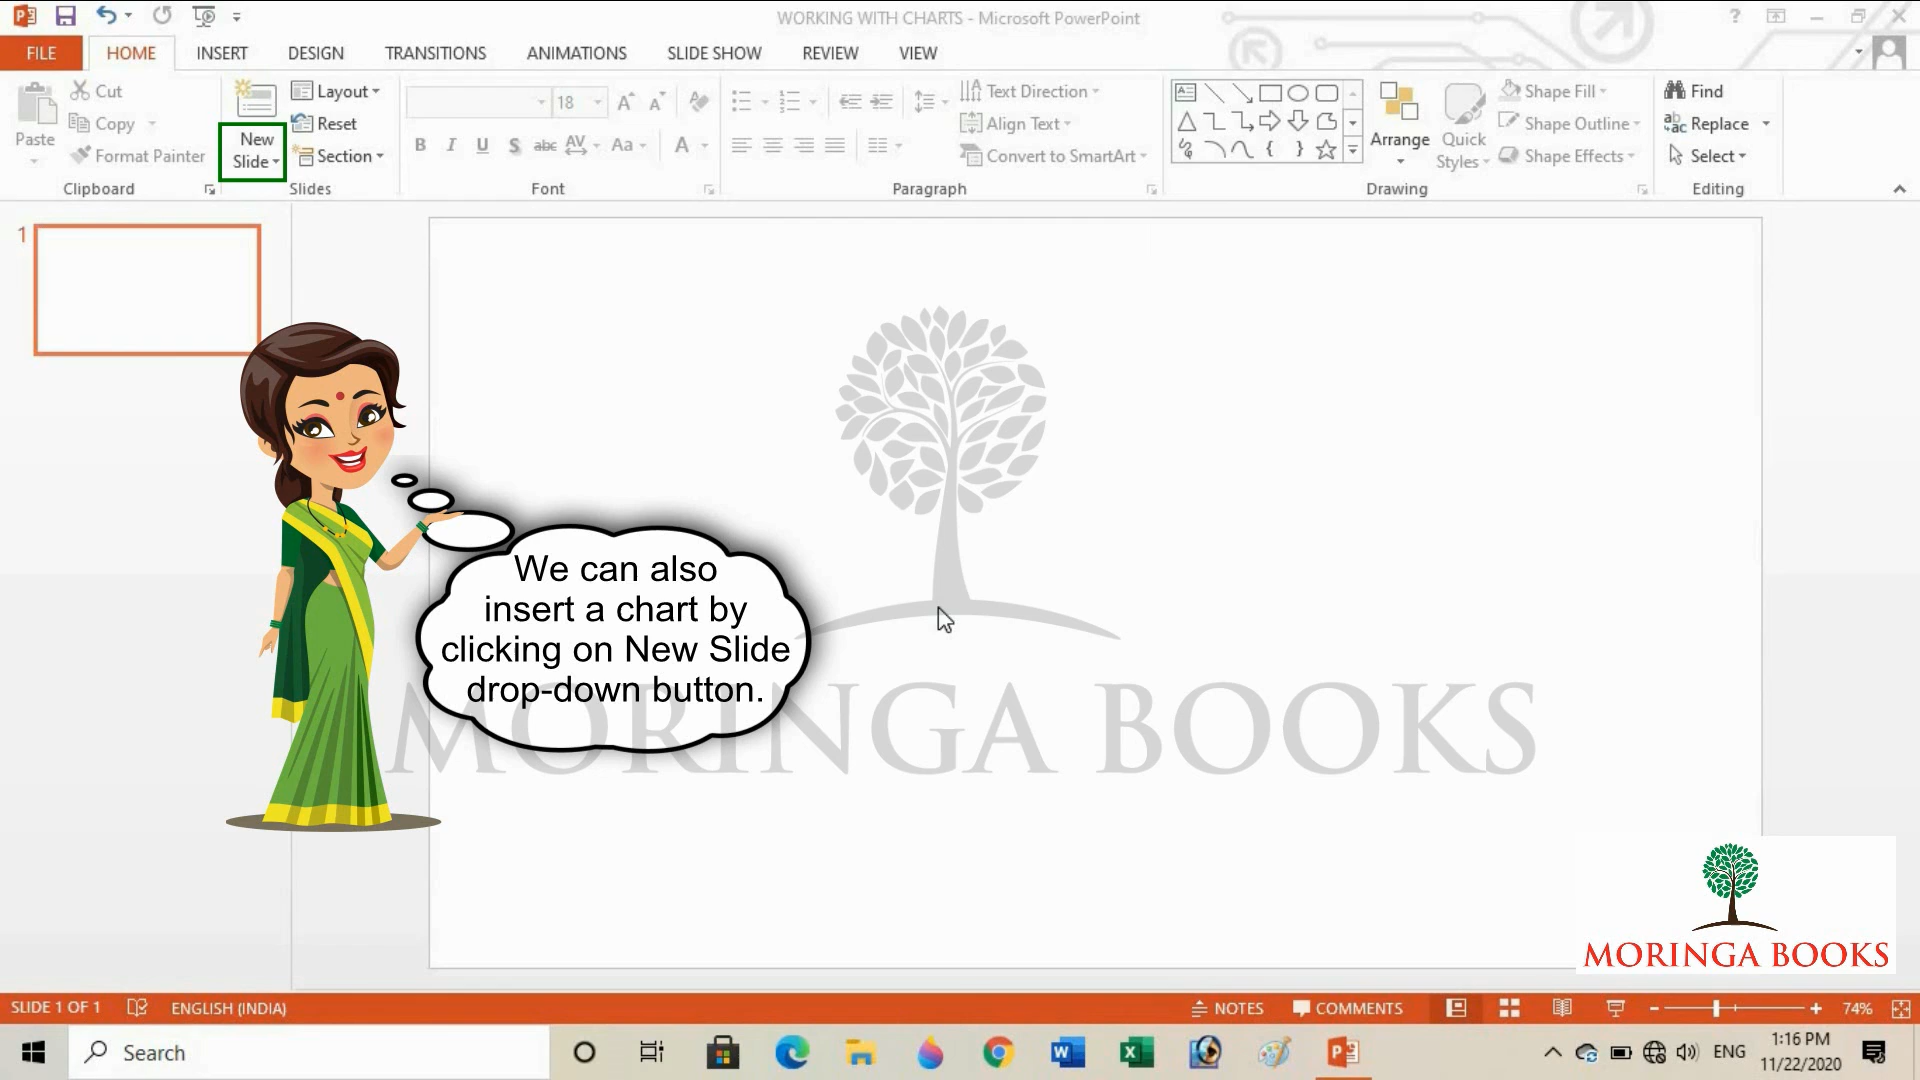 WORKING WITH CHARTS - Microsoft PowerPoint
?
FILE HOME INSERT DESIGN TRANSITIONS ANIMATIONS SLIDE SHOW REVIEW VIEW
Paste
Cut
Copy
Format Painter
Clipboard
New
Slide
Layout
Reset
Section
Slides
18
B I U S abc AV Aa A
Font
Text Direction
Align Text
Convert to SmartArt
Paragraph
Arrange
Quick
Styles
Shape Fill
Shape Outline
Shape Effects
Drawing
Find
Replace
Select
Editing
1
We can also
insert a chart by
clicking on New Slide
drop-down button.
MORINGA BOOKS
MORINGA BOOKS
SLIDE 1 OF 1 ENGLISH (INDIA) NOTES COMMENTS 74%
Search
ENG
1:16 PM
11/22/2020